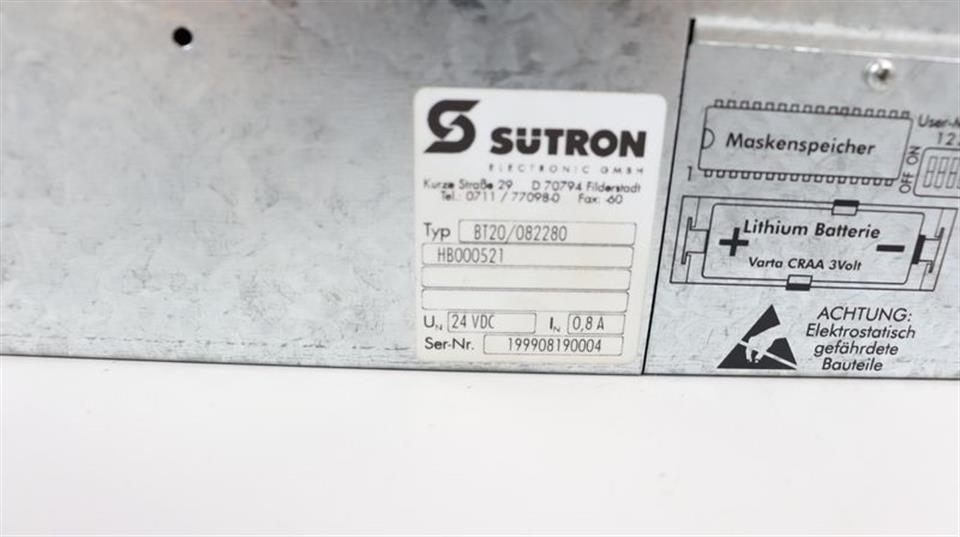 SÜTRON
ELECTRONIC GMBH
Kurze Straße 29 D 70794 Filderstadt
Tel.: 0711 / 77098-0 Fax: -60
Typ BT20/082280
HB000521
UN 24 VDC IN 0,8 A
Ser-Nr. 199908190004
Maskenspeicher
1
OFF ON
Lithium Batterie
+ −
Varta CRAA 3Volt
ACHTUNG:
Elektrostatisch
gefährdete
Bauteile